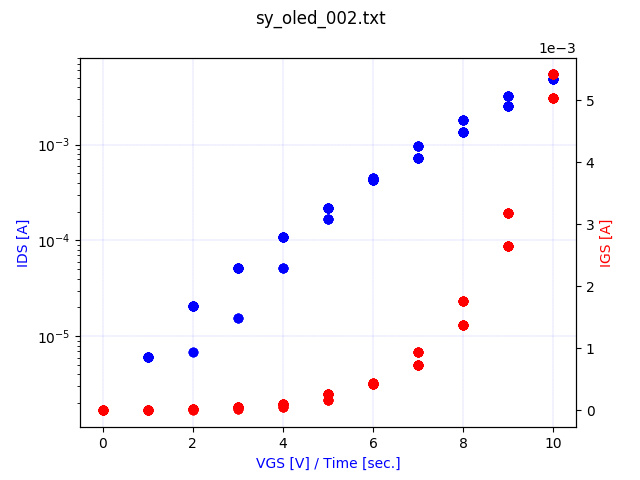 sy_oled_002.txt
1e−3
10⁻³
10⁻⁴
10⁻⁵
IDS [A]
5
4
3
2
1
0
IGS [A]
0 2 4 6 8 10
VGS [V] / Time [sec.]